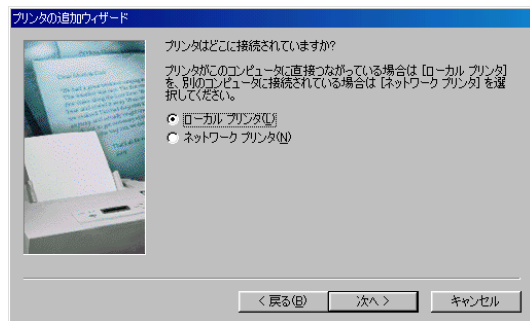 プリンタの追加ウィザード
プリンタはどこに接続されていますか?
プリンタがこのコンピュータに直接つながっている場合は [ローカル プリンタ]
を、別のコンピュータに接続されている場合は [ネットワーク プリンタ] を選
択してください。
ローカル プリンタ(L)
ネットワーク プリンタ(N)
< 戻る(B)
次へ >
キャンセル